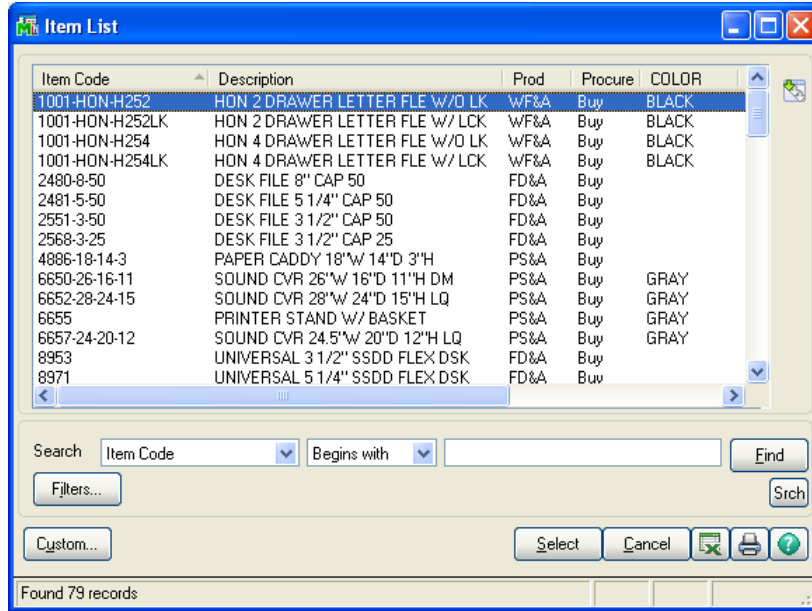 Item List
Item Code Description Prod Procure COLOR
1001-HON-H252 HON 2 DRAWER LETTER FLE W/O LK WF&A Buy BLACK
1001-HON-H252LK HON 2 DRAWER LETTER FLE W/ LCK WF&A Buy BLACK
1001-HON-H254 HON 4 DRAWER LETTER FLE W/O LK WF&A Buy BLACK
1001-HON-H254LK HON 4 DRAWER LETTER FLE W/ LCK WF&A Buy BLACK
2480-8-50 DESK FILE 8" CAP 50 FD&A Buy
2481-5-50 DESK FILE 5 1/4" CAP 50 FD&A Buy
2551-3-50 DESK FILE 3 1/2" CAP 50 FD&A Buy
2568-3-25 DESK FILE 3 1/2" CAP 25 FD&A Buy
4886-18-14-3 PAPER CADDY 18"W 14"D 3"H PS&A Buy
6650-26-16-11 SOUND CVR 26"W 16"D 11"H DM PS&A Buy GRAY
6652-28-24-15 SOUND CVR 28"W 24"D 15"H LQ PS&A Buy GRAY
6655 PRINTER STAND W/ BASKET PS&A Buy GRAY
6657-24-20-12 SOUND CVR 24.5"W 20"D 12"H LQ PS&A Buy GRAY
8953 UNIVERSAL 3 1/2" SSDD FLEX DSK FD&A Buy
8971 UNIVERSAL 5 1/4" SSDD FLEX DSK FD&A Buy
Search Item Code Begins with Find
Filters... Srch
Custom... Select Cancel
Found 79 records